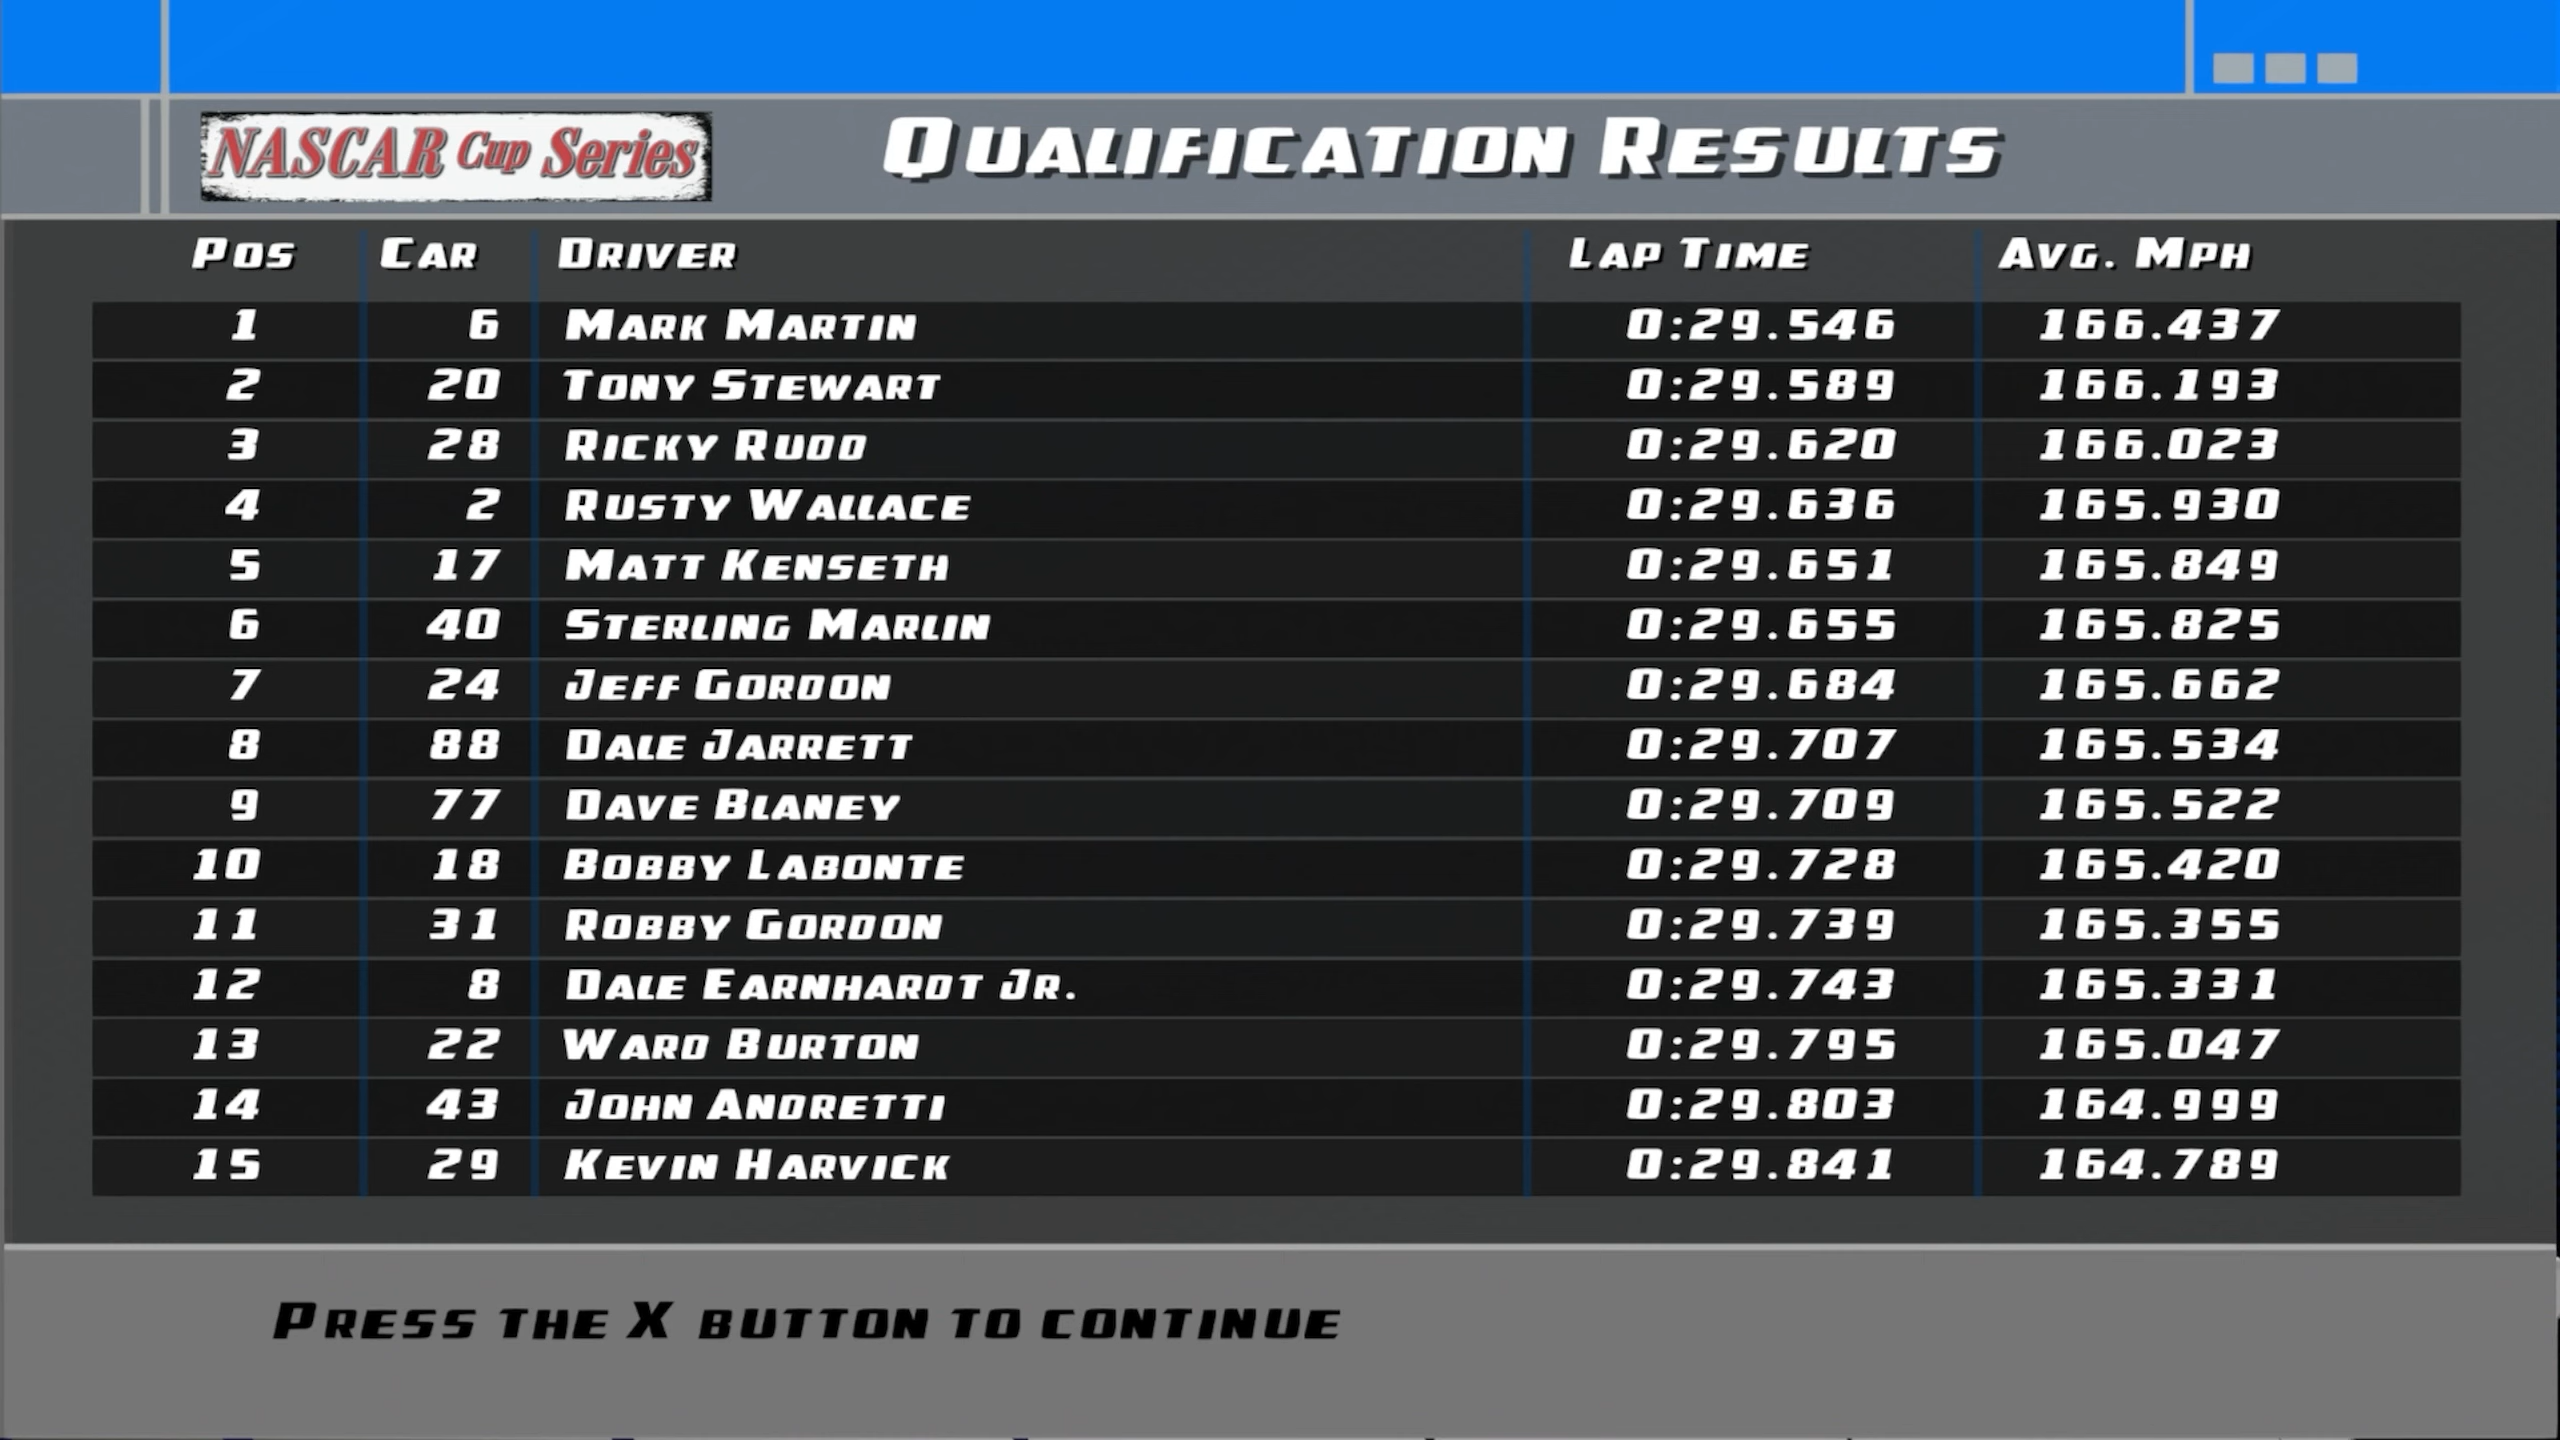 NASCAR Cup Series
Qualification Results
Pos Car Driver Lap Time Avg. Mph
1 6 Mark Martin 0:29.546 166.437
2 20 Tony Stewart 0:29.589 166.193
3 28 Ricky Rudd 0:29.620 166.023
4 2 Rusty Wallace 0:29.636 165.930
5 17 Matt Kenseth 0:29.651 165.849
6 40 Sterling Marlin 0:29.655 165.825
7 24 Jeff Gordon 0:29.684 165.662
8 88 Dale Jarrett 0:29.707 165.534
9 77 Dave Blaney 0:29.709 165.522
10 18 Bobby Labonte 0:29.728 165.420
11 31 Robby Gordon 0:29.739 165.355
12 8 Dale Earnhardt Jr. 0:29.743 165.331
13 22 Ward Burton 0:29.795 165.047
14 43 John Andretti 0:29.803 164.999
15 29 Kevin Harvick 0:29.841 164.789
Press the X button to continue